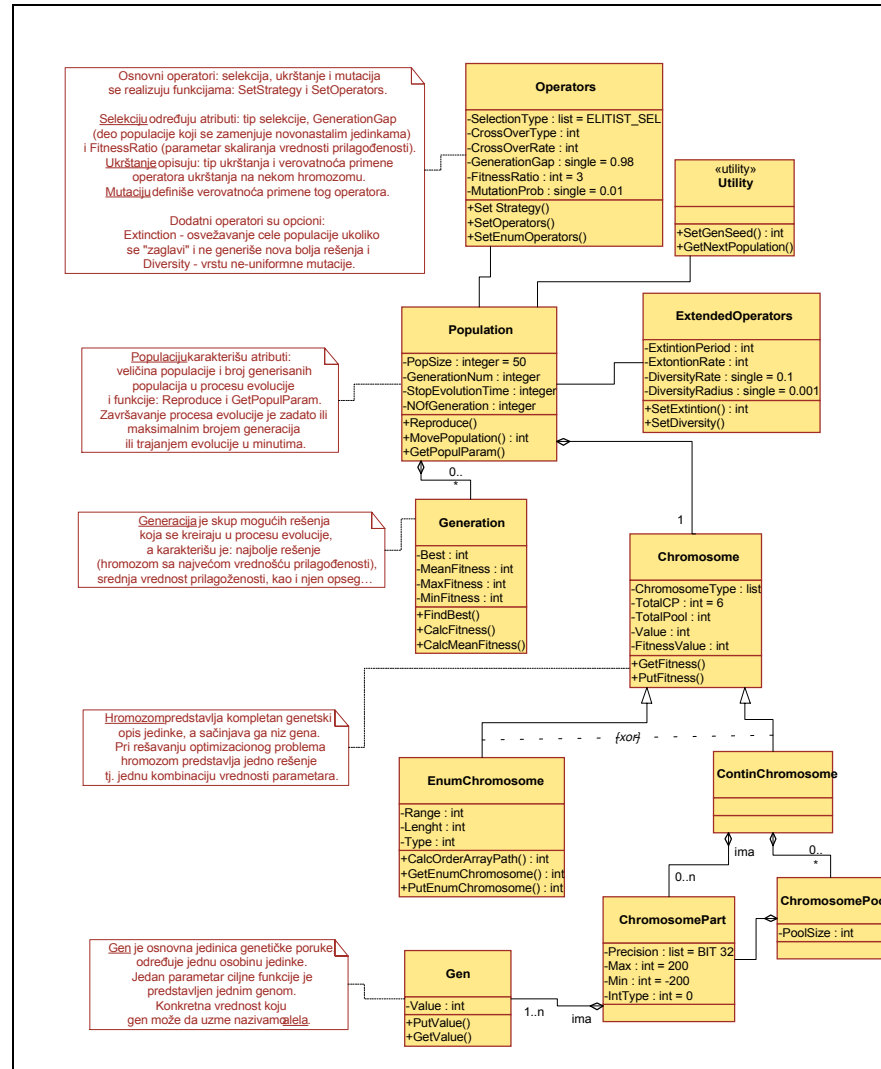 Osnovni operatori: selekcija, ukrštanje i mutacija
se realizuju funkcijama: SetStrategy i SetOperators.
Selekciju određuju atributi: tip selekcije, GenerationGap
(deo populacije koji se zamenjuje novonastalim jedinkama)
i FitnessRatio (parametar skaliranja vrednosti prilagođenosti).
Ukrštanje opisuju: tip ukrštanja i verovatnoća primene
operatora ukrštanja na nekom hromozomu.
Mutaciju definiše verovatnoća primene tog operatora.
Dodatni operatori su opcioni:
Extinction - osvežavanje cele populacije ukoliko
se "zaglavi" i ne generiše nova bolja rešenja i
Diversity - vrstu ne-uniformne mutacije.
Operators
-SelectionType : list = ELITIST_SEL
-CrossOverType : int
-CrossOverRate : int
-GenerationGap : single = 0.98
-FitnessRatio : int = 3
-MutationProb : single = 0.01
+Set Strategy()
+SetOperators()
+SetEnumOperators()
«utility»
Utility
+SetGenSeed() : int
+GetNextPopulation()
Populaciju karakterišu atributi:
veličina populacije i broj generisanih
populacija u procesu evolucije
i funkcije: Reproduce i GetPopulParam.
Završavanje procesa evolucije je zadato ili
maksimalnim brojem generacija
ili trajanjem evolucije u minutima.
Population
-PopSize : integer = 50
-GenerationNum : integer
-StopEvolutionTime : integer
-NOfGeneration : integer
+Reproduce()
+MovePopulation() : int
+GetPopulParam()
ExtendedOperators
-ExtintionPeriod : int
-ExtontionRate : int
-DiversityRate : single = 0.1
-DiversityRadius : single = 0.001
+SetExtintion() : int
+SetDiversity()
0..
*
1
Generacija je skup mogućih rešenja
koja se kreiraju u procesu evolucije,
a karakterišu je: najbolje rešenje
(hromozom sa najvećom vrednošću prilagođenosti),
srednja vrednost prilagoženosti, kao i njen opseg...
Generation
-Best : int
-MeanFitness : int
-MaxFitness : int
-MinFitness : int
+FindBest()
+CalcFitness()
+CalcMeanFitness()
Chromosome
-ChromosomeType : list
-TotalCP : int = 6
-TotalPool : int
-Value : int
-FitnessValue : int
+GetFitness()
+PutFitness()
Hromozom predstavlja kompletan genetski
opis jedinke, a sačinjava ga niz gena.
Pri rešavanju optimizacionog problema
hromozom predstavlja jedno rešenje
tj. jednu kombinaciju vrednosti parametara.
{xor}
EnumChromosome
-Range : int
-Lenght : int
-Type : int
+CalcOrderArrayPath() : int
+GetEnumChromosome() : int
+PutEnumChromosome() : int
ContinChromosome
ima
0..n
0..
*
ChromosomePart
-Precision : list = BIT 32
-Max : int = 200
-Min : int = -200
-IntType : int = 0
ChromosomePoo
-PoolSize : int
Gen je osnovna jedinica genetičke poruke
određuje jednu osobinu jedinke.
Jedan parametar ciljne funkcije je
predstavljen jednim genom.
Konkretna vrednost koju
gen može da uzme nazivamo alela.
Gen
-Value : int
+PutValue()
+GetValue()
1..n
ima